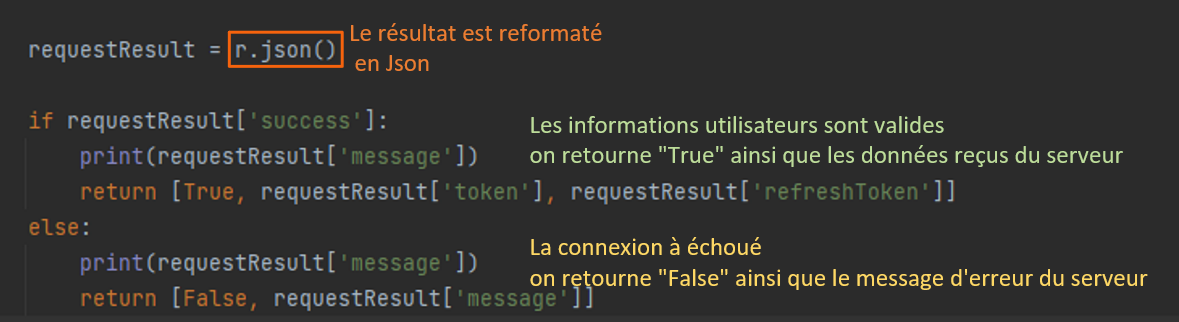 requestResult = r.json() Le résultat est reformaté
en Json
if requestResult['success']:
Les informations utilisateurs sont valides
print(requestResult['message'])
on retourne "True" ainsi que les données reçus du serveur
return [True, requestResult['token'], requestResult['refreshToken']]
else:
La connexion à échoué
print(requestResult['message'])
on retourne "False" ainsi que le message d'erreur du serveur
return [False, requestResult['message']]